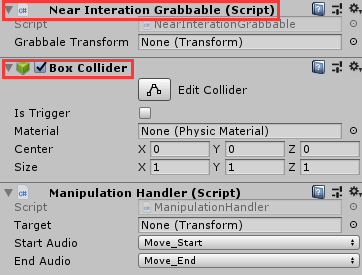 Near Interation Grabbable (Script)
Script NearInterationGrabbable
Grabbale Transform None (Transform)
Box Collider
Edit Collider
Is Trigger
Material None (Physic Material)
Center X 0 Y 0 Z 0
Size X 1 Y 1 Z 1
Manipulation Handler (Script)
Script ManipulationHandler
Target None (Transform)
Start Audio Move_Start
End Audio Move_End